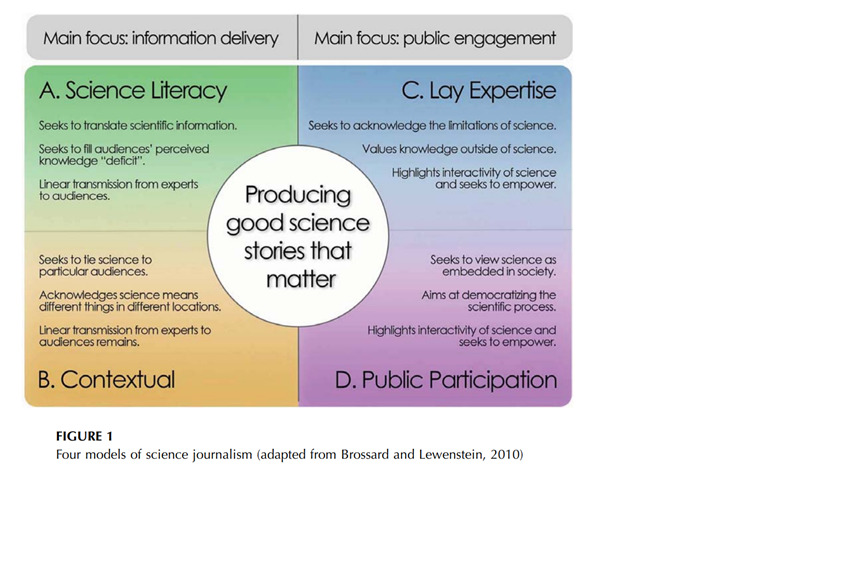 Main focus: information delivery
Main focus: public engagement
A. Science Literacy
Seeks to translate scientific information.
Seeks to fill audiences' perceived
knowledge "deficit".
Linear transmission from experts
to audiences.
C. Lay Expertise
Seeks to acknowledge the limitations of science.
Values knowledge outside of science.
Highlights interactivity of science
and seeks to empower.
Producing
good science
stories that
matter
Seeks to tie science to
particular audiences.
Acknowledges science means
different things in different locations.
Linear transmission from experts to
audiences remains.
B. Contextual
Seeks to view science as
embedded in society.
Aims at democratizing the
scientific process.
Highlights interactivity of science and
seeks to empower.
D. Public Participation
FIGURE 1
Four models of science journalism (adapted from Brossard and Lewenstein, 2010)